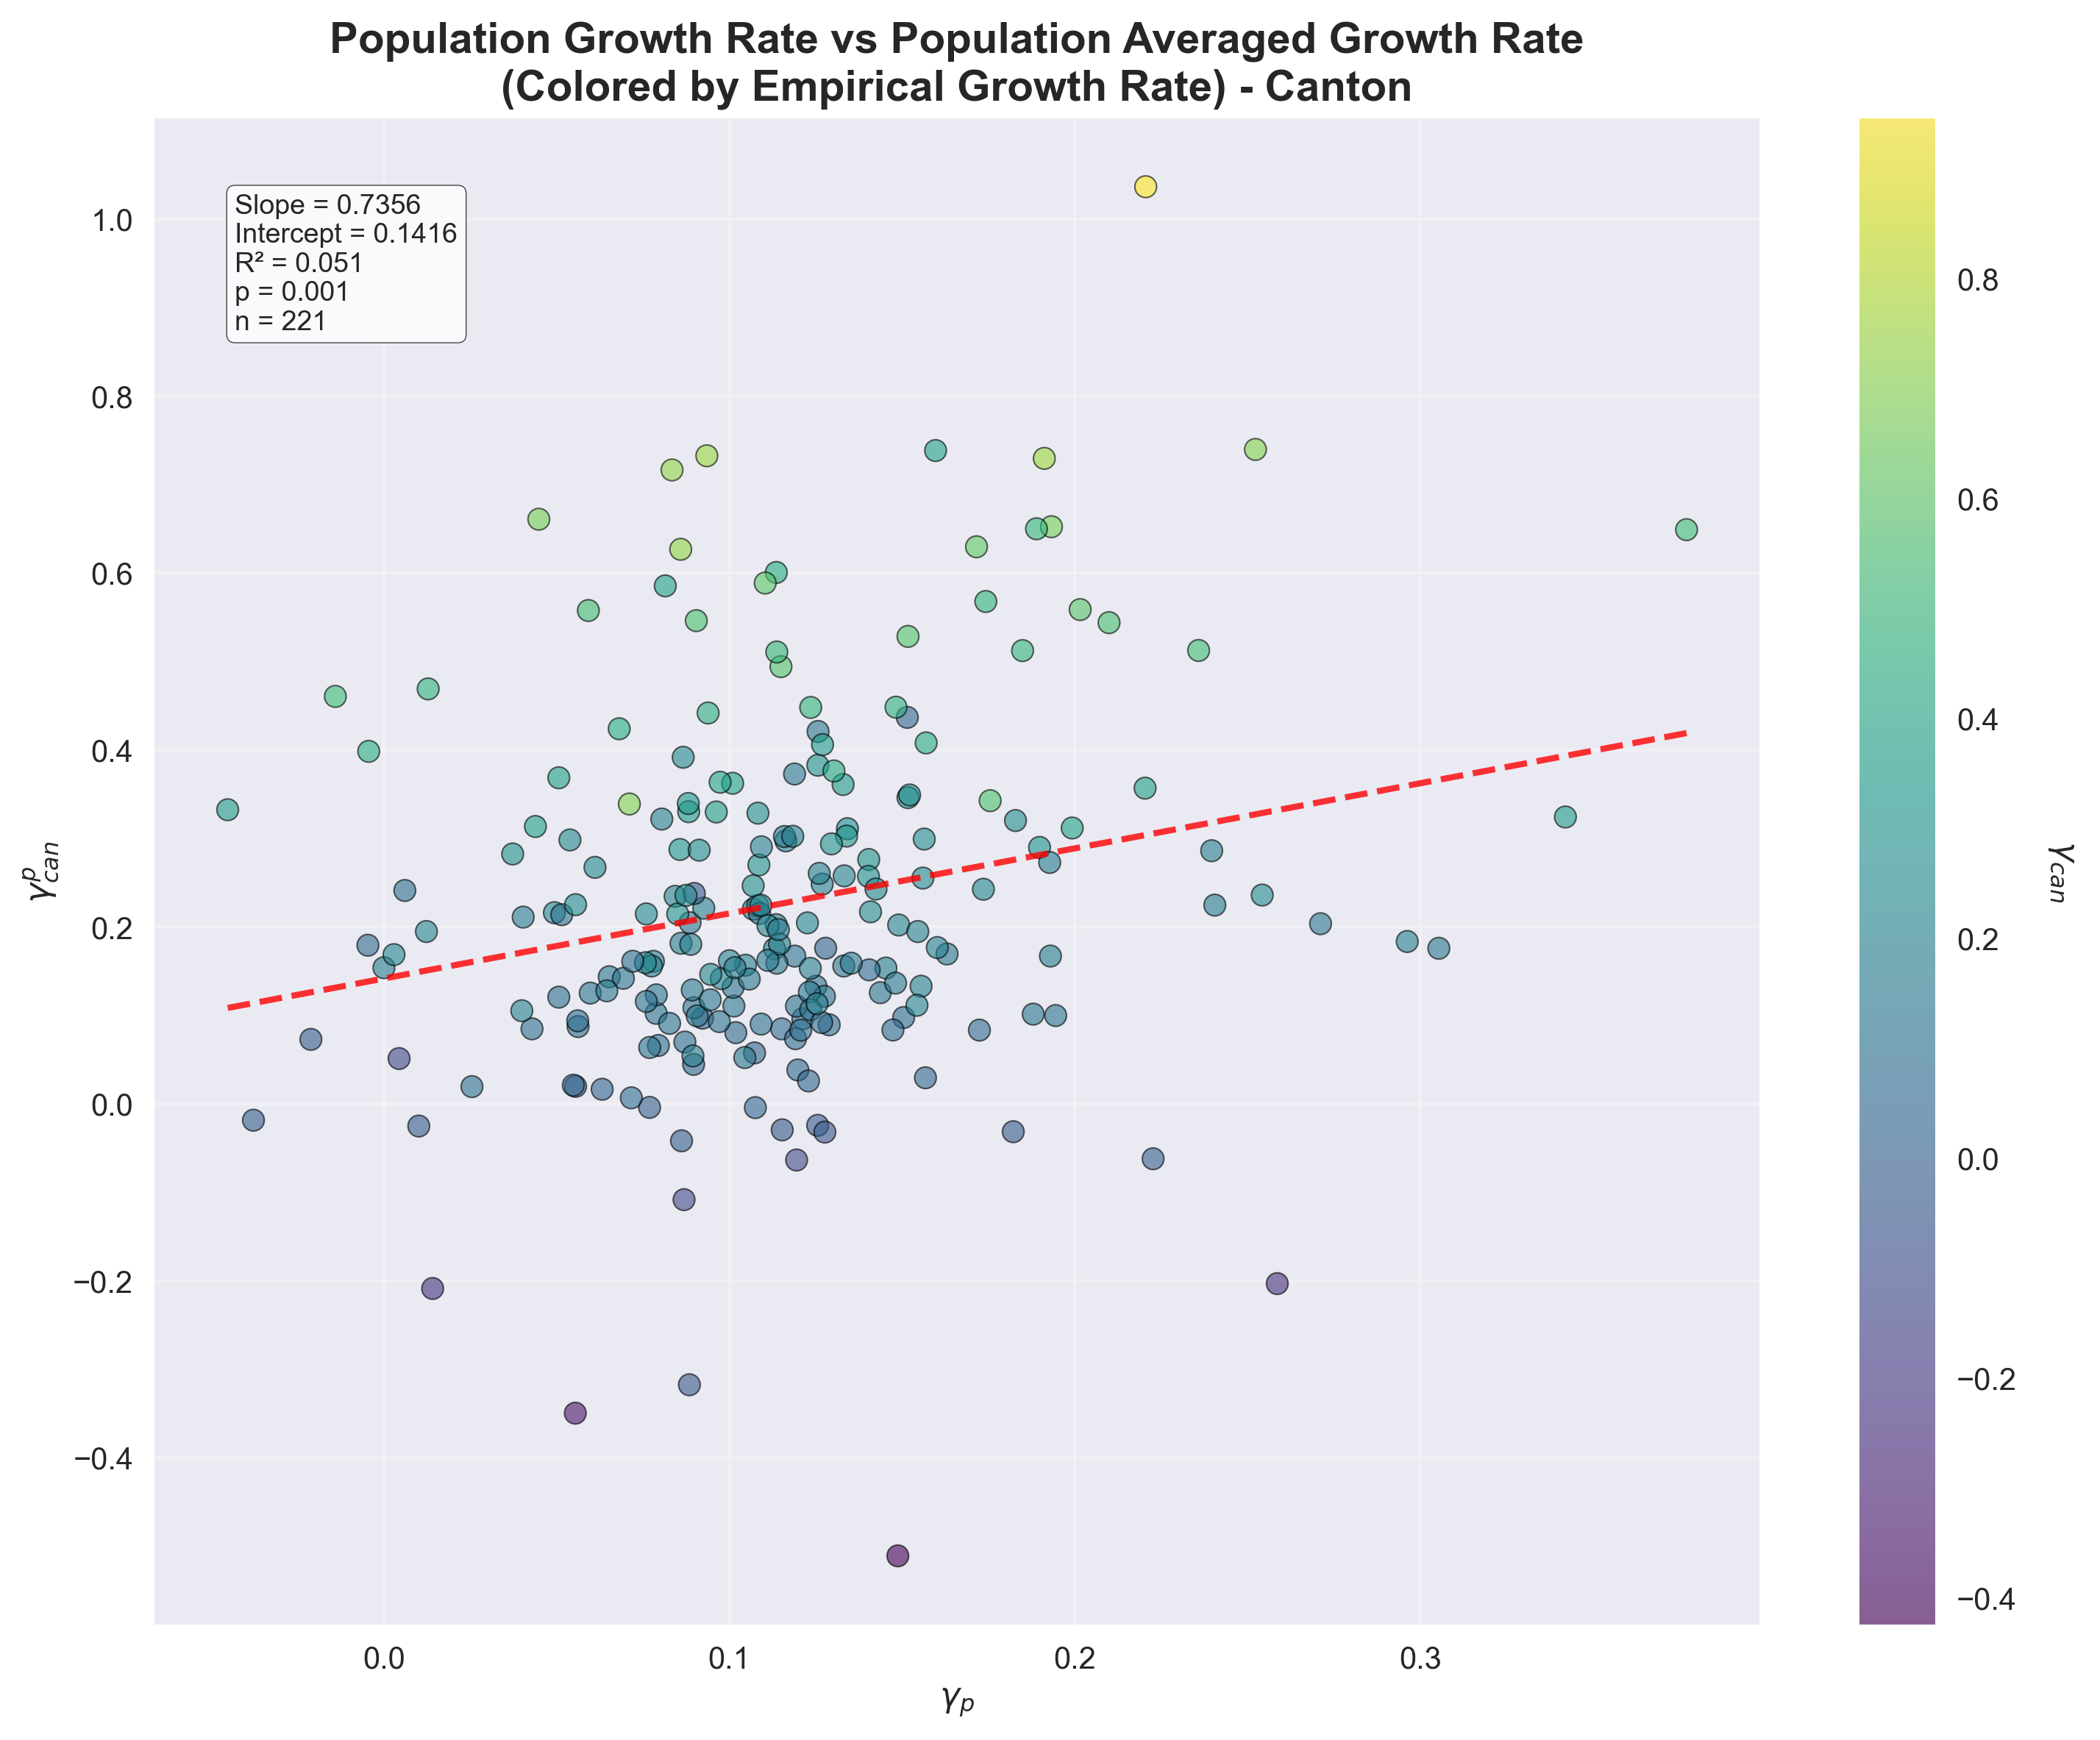 Population Growth Rate vs Population Averaged Growth Rate
(Colored by Empirical Growth Rate) - Canton
Slope = 0.7356
Intercept = 0.1416
R² = 0.051
p = 0.001
n = 221
1.0
0.8
0.6
0.4
0.2
0.0
−0.2
−0.4
γ^p_can
0.0 0.1 0.2 0.3
γ_p
0.8
0.6
0.4
0.2
0.0
−0.2
−0.4
γ_can